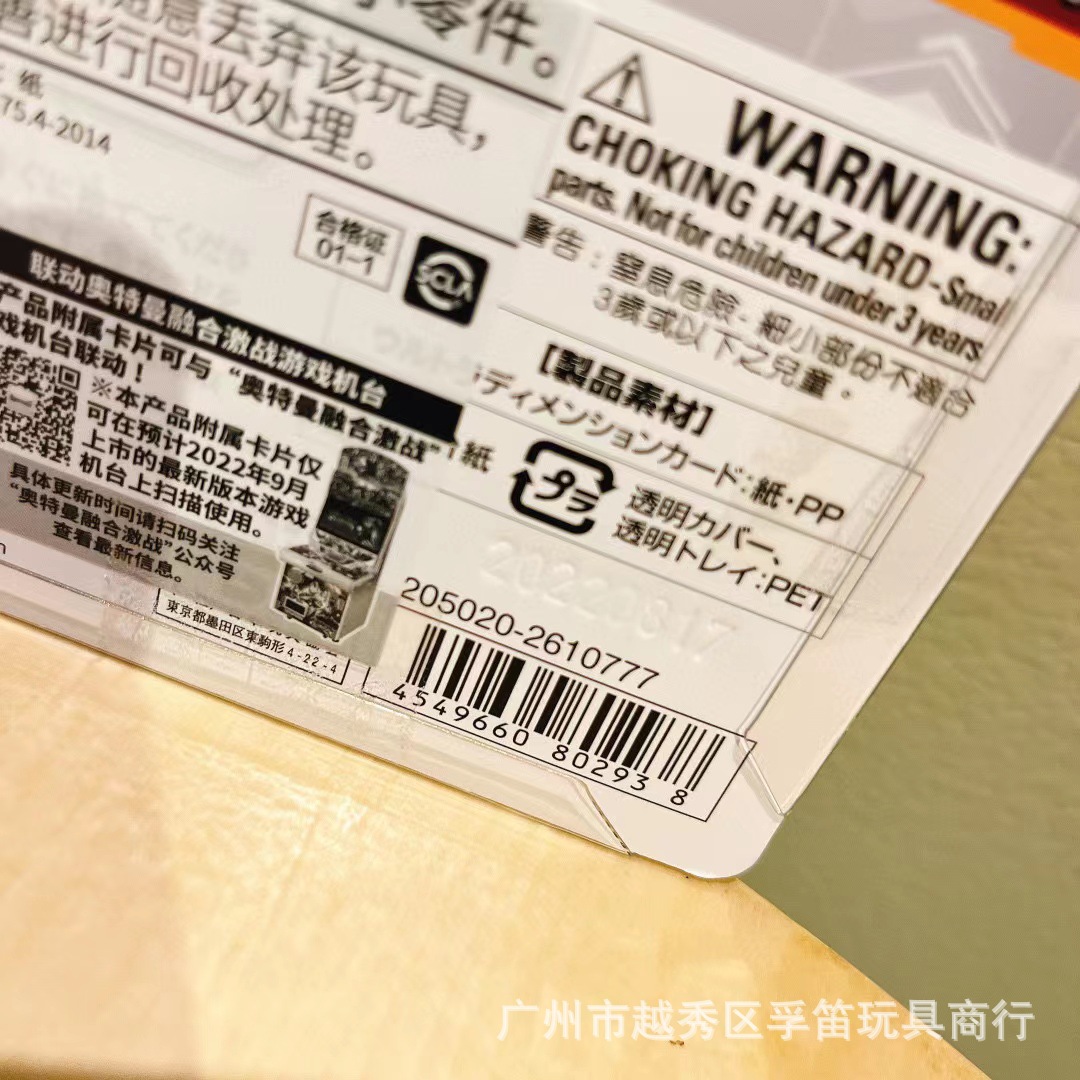 小零件。
随意丢弃该玩具，
善进行回收处理。
：纸
75.4-2014
合格证
01-1
SCLA
联动奥特曼融合激战游戏机台
产品附属卡片可与“奥特曼融合激战”
戏机台联动！
※本产品附属卡片仅
可在预计2022年9月
上市的最新版本游戏
机台上扫描使用。
具体更新时间请扫码关注
“奥特曼融合激战”公众号
查看最新信息。
東京都墨田区東駒形4-22-4
WARNING:
CHOKING HAZARD-Small
parts. Not for children under 3 years
警告：窒息危險-細小部份不適合
3歲或以下之兒童。
【製品素材】
ディメンションカード:紙・PP
紙
プラ
透明カバー、
透明トレイ:PET
205020-2610777
4549660 802938
广州市越秀区孚笛玩具商行